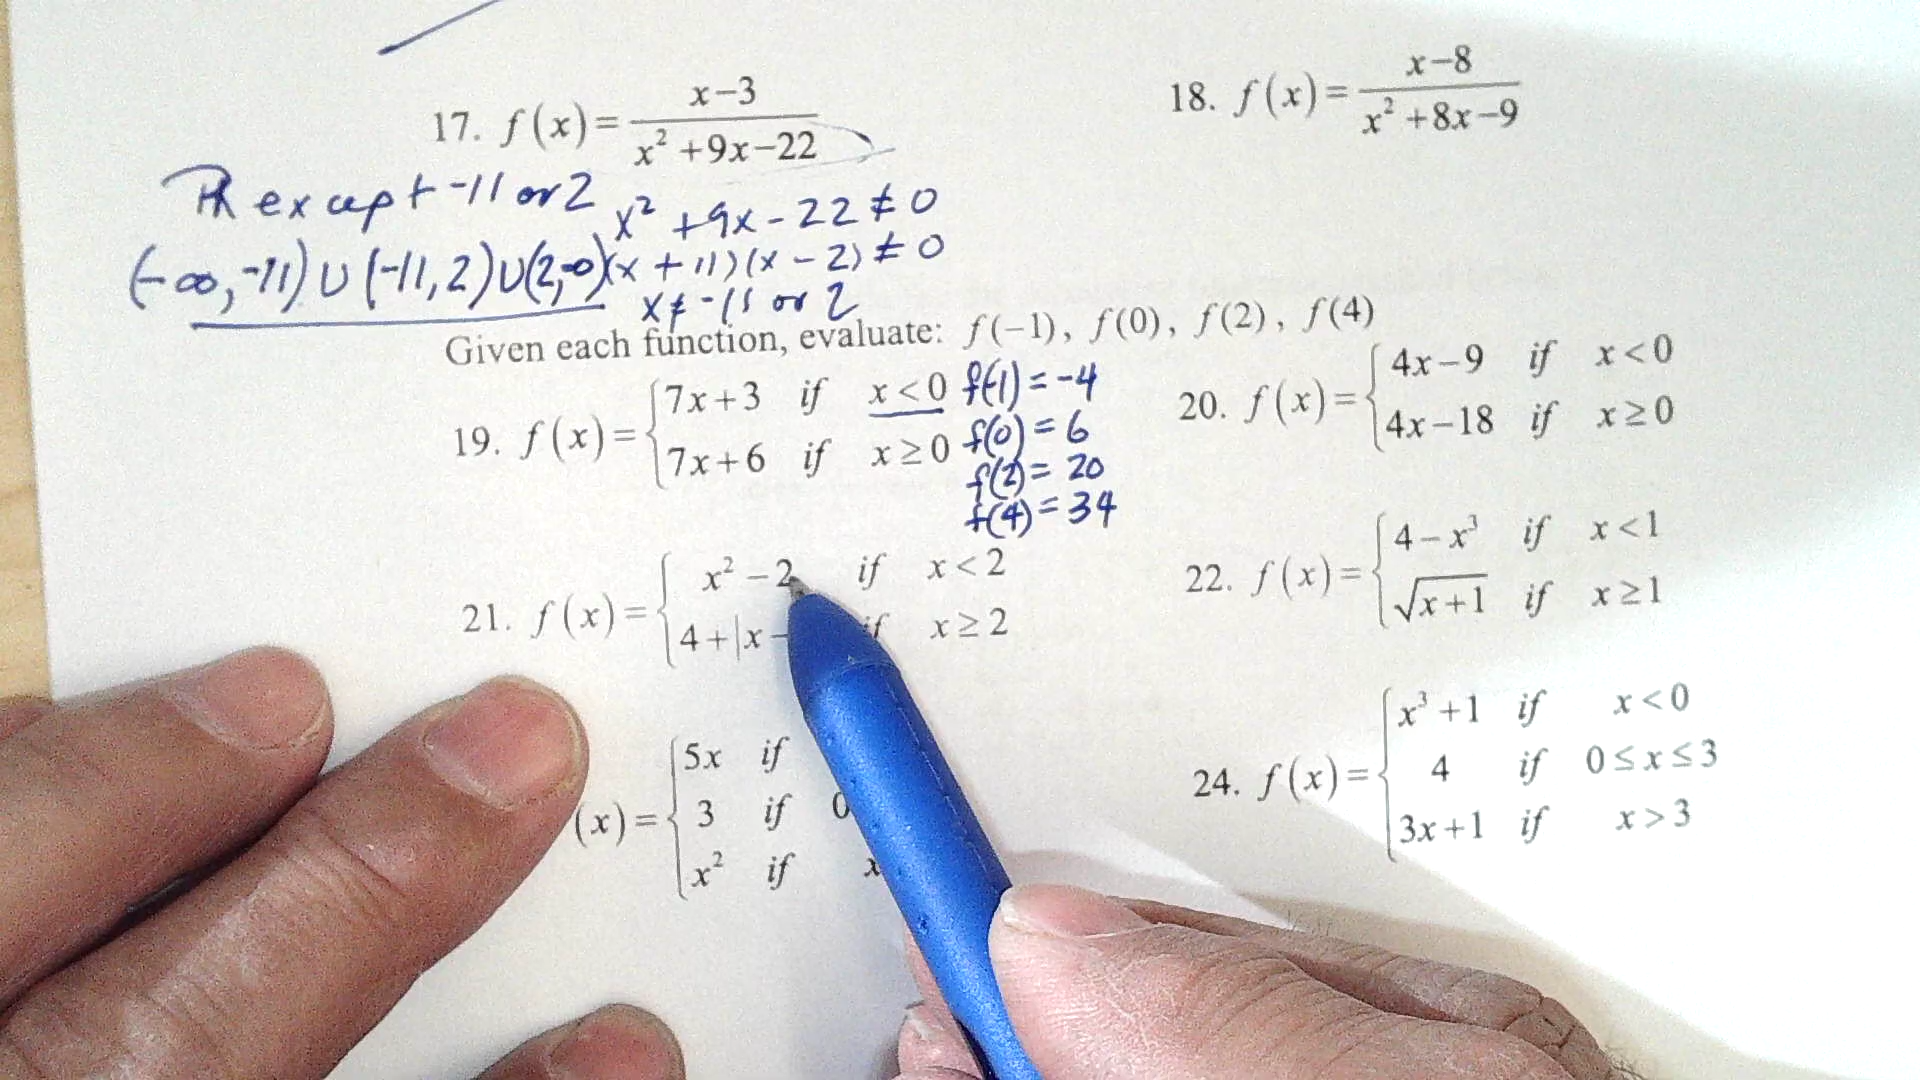 17. f(x) = (x−3)/(x² +9x−22)
18. f(x) = (x−8)/(x² +8x−9)
R except -11 or 2
x² + 9x - 22 ≠ 0
(-∞, -11) ∪ (-11, 2) ∪ (2, ∞)
(x + 11)(x - 2) ≠ 0
x ≠ -11 or 2
Given each function, evaluate: f(−1), f(0), f(2), f(4)
19. f(x) = { 7x+3 if x<0
7x+6 if x≥0
f(-1) = -4
f(0) = 6
f(2) = 20
f(4) = 34
20. f(x) = { 4x−9 if x<0
4x−18 if x≥0
21. f(x) = { x² −2 if x<2
4+|x− if x≥2
22. f(x) = { 4−x³ if x<1
√(x+1) if x≥1
(x) = { 5x if
3 if 0
x² if x
24. f(x) = { x³ +1 if x<0
4 if 0≤x≤3
3x+1 if x>3